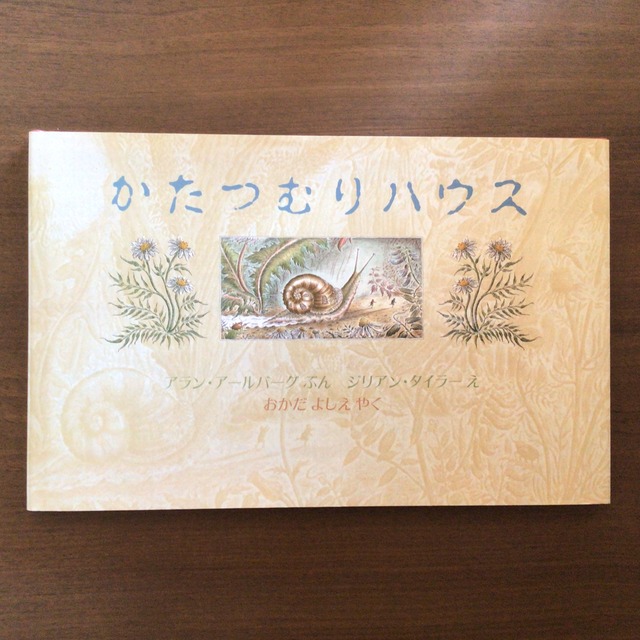 かたつむりハウス
アラン・アールバーグ ぶん ジリアン・タイラー え
おかだ よしえ やく